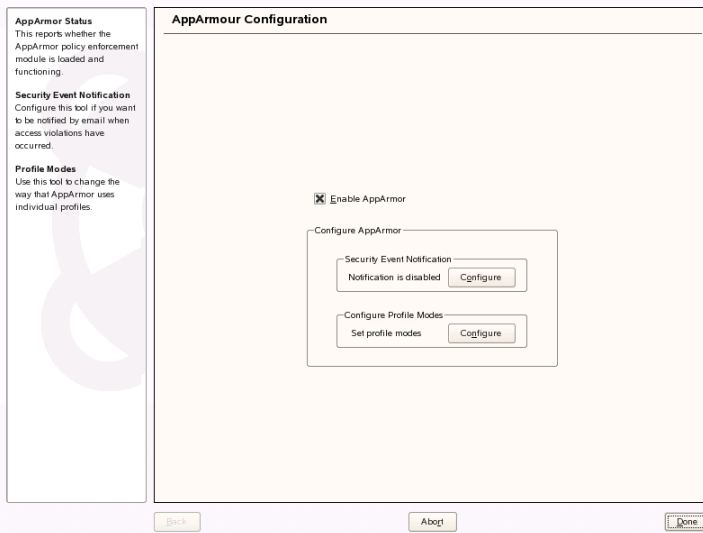 AppArmor Status
This reports whether the
AppArmor policy enforcement
module is loaded and
functioning.
Security Event Notification
Configure this tool if you want
to be notified by email when
access violations have
occurred.
Profile Modes
Use this tool to change the
way that AppArmor uses
individual profiles.
AppArmour Configuration
Enable AppArmor
Configure AppArmor
Security Event Notification
Notification is disabled Configure
Configure Profile Modes
Set profile modes Configure
Back Abort Done